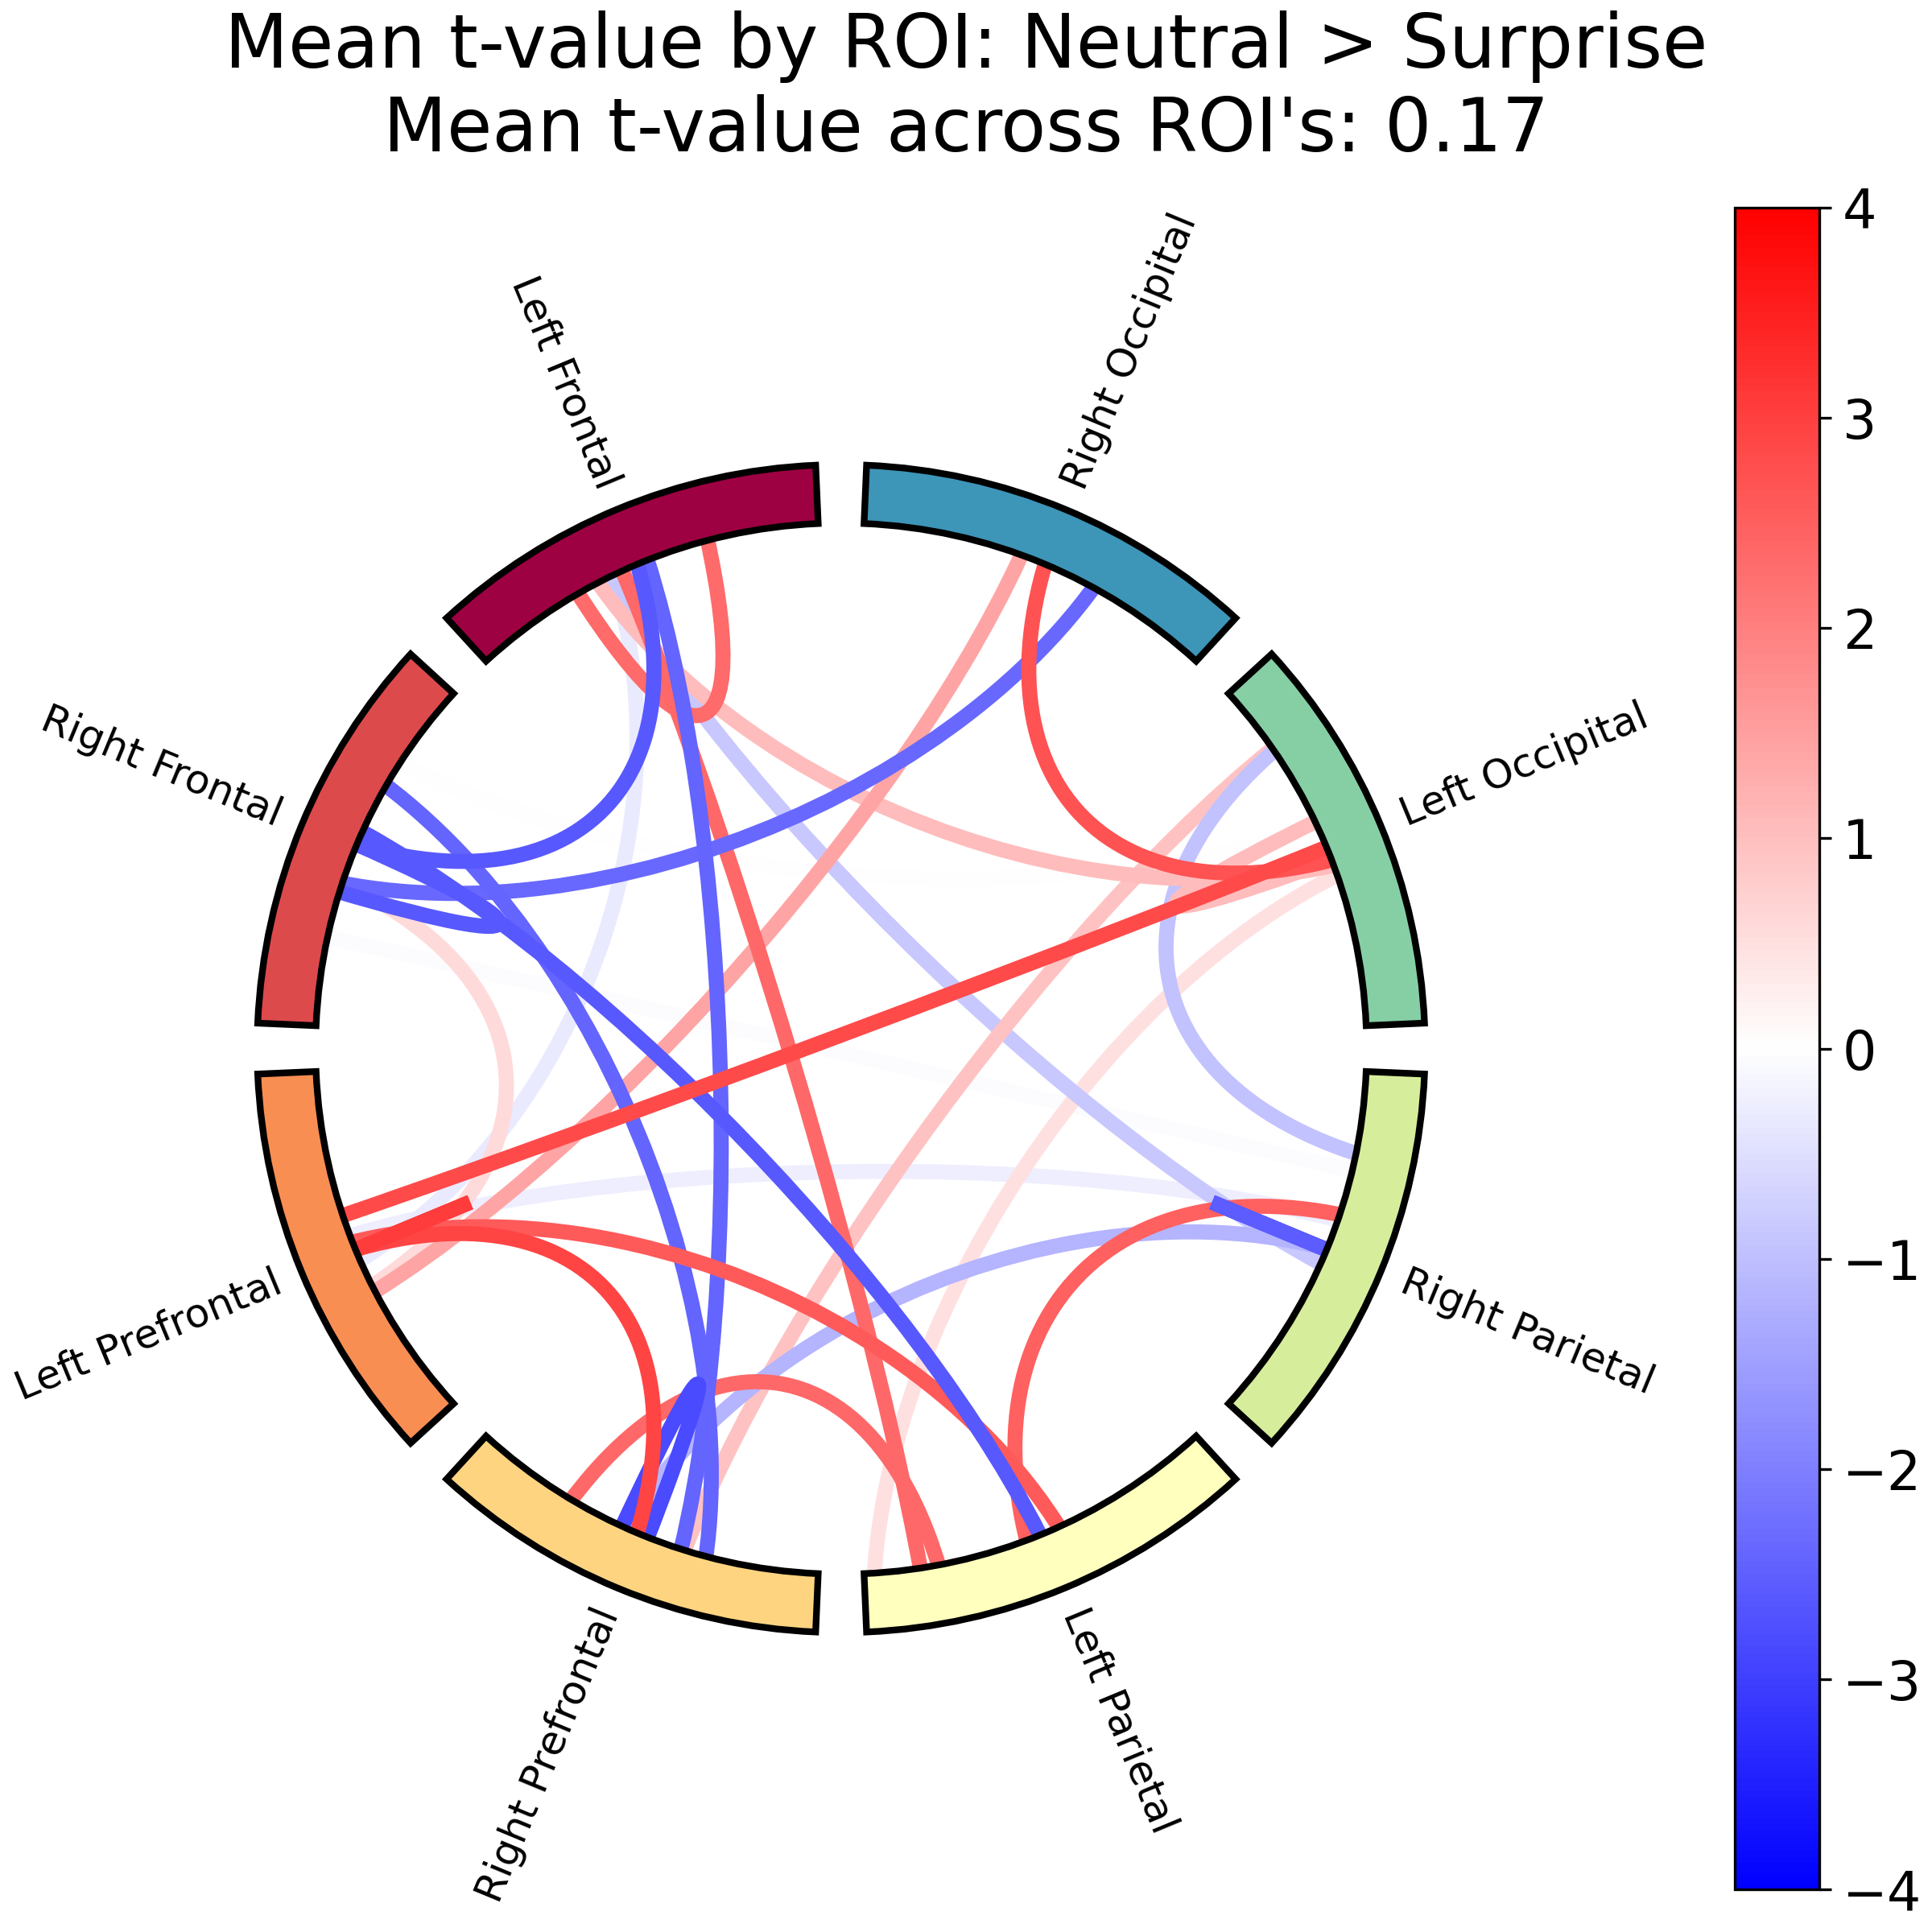 Mean t-value by ROI: Neutral > Surprise
Mean t-value across ROI's: 0.17
Left Frontal
Right Occipital
Right Frontal
Left Occipital
Left Prefrontal
Right Parietal
Right Prefrontal
Left Parietal
4
3
2
1
0
−1
−2
−3
−4